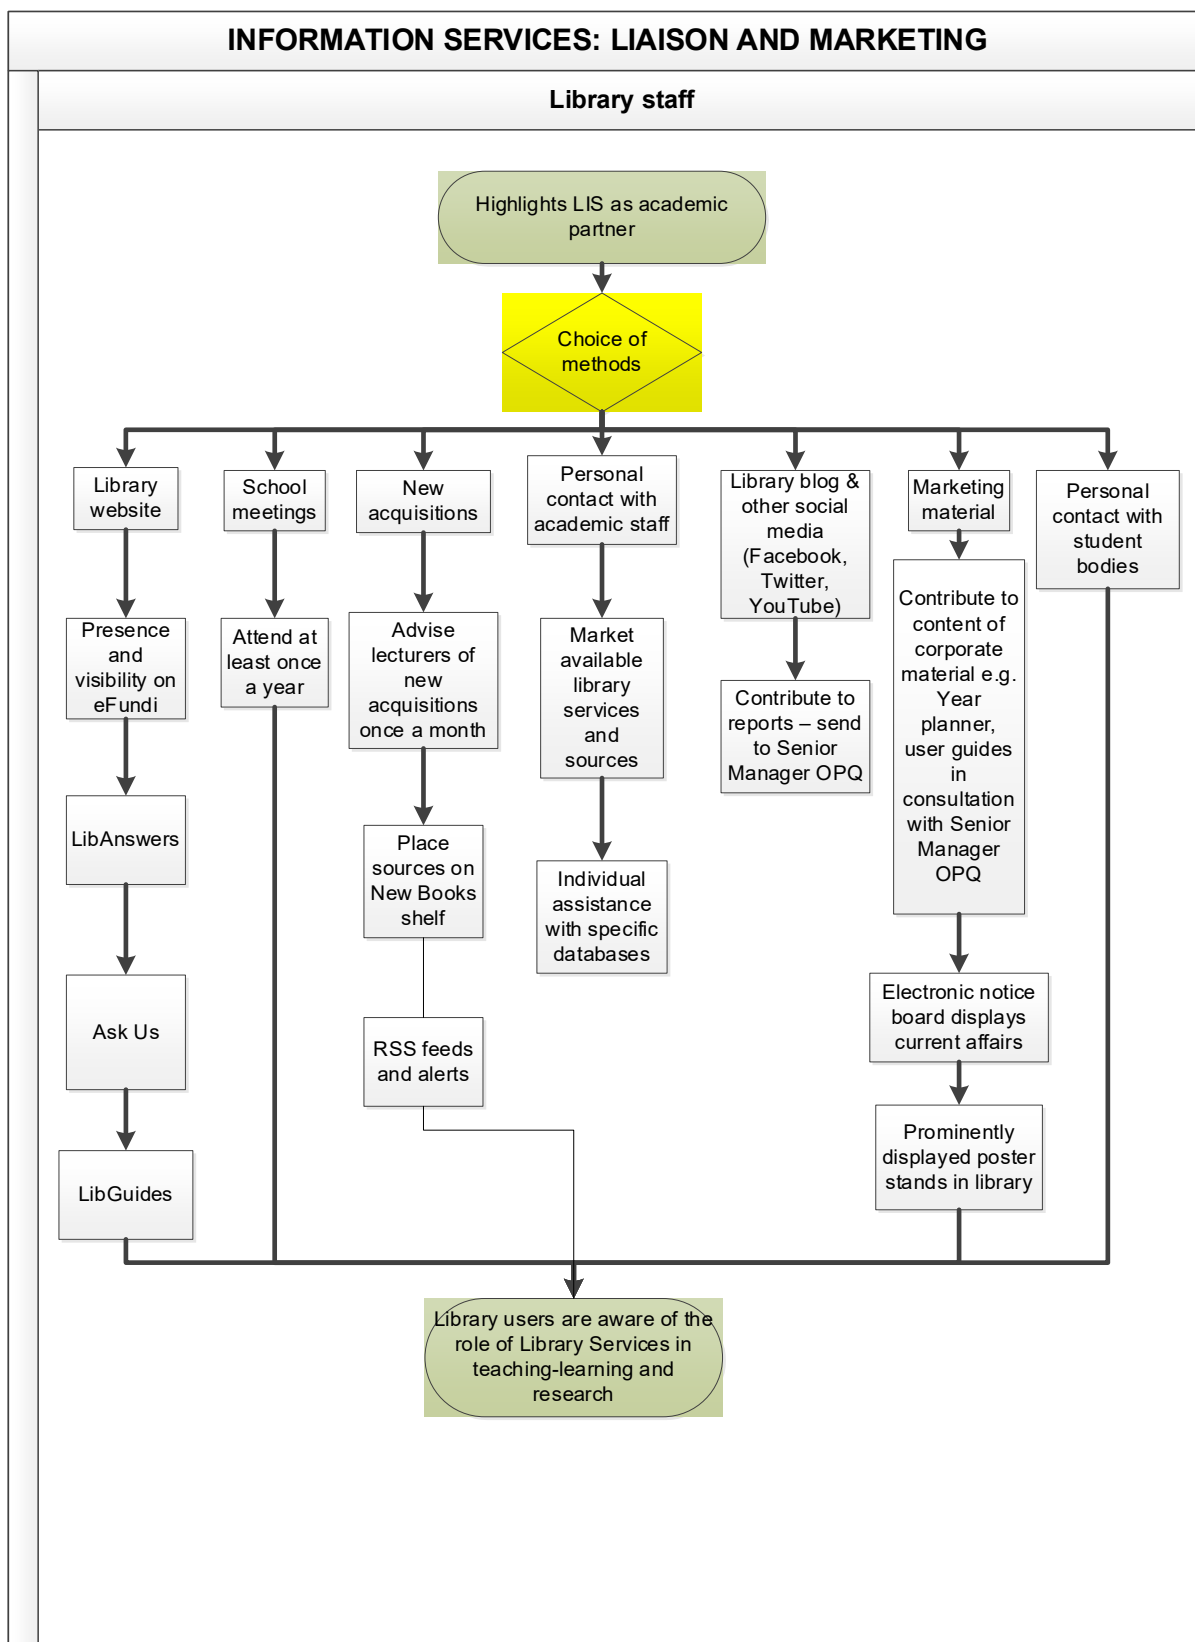 INFORMATION SERVICES: LIAISON AND MARKETING
Library staff
Highlights LIS as academic
partner
Choice of
methods
Library
website
School
meetings
New
acquisitions
Personal
contact with
academic staff
Library blog &
other social
media
(Facebook,
Twitter,
YouTube)
Marketing
material
Personal
contact with
student
bodies
Presence
and
visibility on
eFundi
Attend at
least once
a year
Advise
lecturers of
new
acquisitions
once a month
Market
available
library
services
and
sources
Contribute to
reports – send
to Senior
Manager OPQ
Contribute to
content of
corporate
material e.g.
Year
planner,
user guides
in
consultation
with Senior
Manager
OPQ
LibAnswers
Place
sources on
New Books
shelf
Individual
assistance
with specific
databases
Ask Us
RSS feeds
and alerts
Electronic notice
board displays
current affairs
LibGuides
Prominently
displayed poster
stands in library
Library users are aware of the
role of Library Services in
teaching-learning and
research